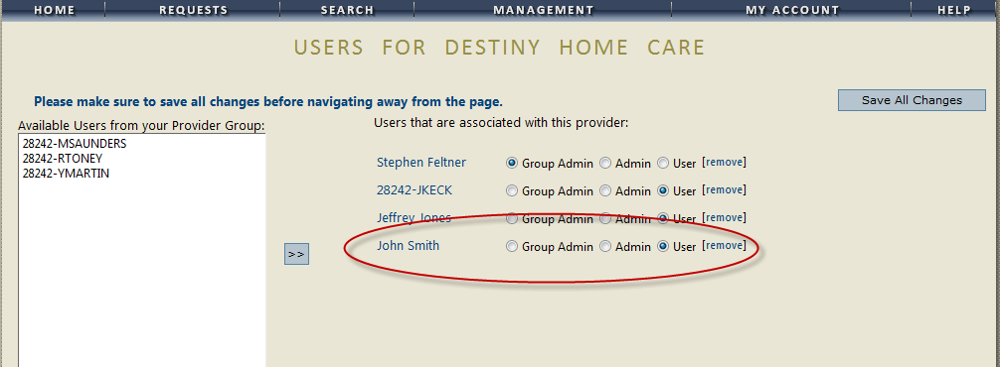 HOME REQUESTS SEARCH MANAGEMENT MY ACCOUNT HELP
USERS FOR DESTINY HOME CARE
Please make sure to save all changes before navigating away from the page.
Save All Changes
Available Users from your Provider Group:
28242-MSAUNDERS
28242-RTONEY
28242-YMARTIN
>>
Users that are associated with this provider:
Stephen Feltner Group Admin Admin User [remove]
28242-JKECK Group Admin Admin User [remove]
Jeffrey Jones Group Admin Admin User [remove]
John Smith Group Admin Admin User [remove]